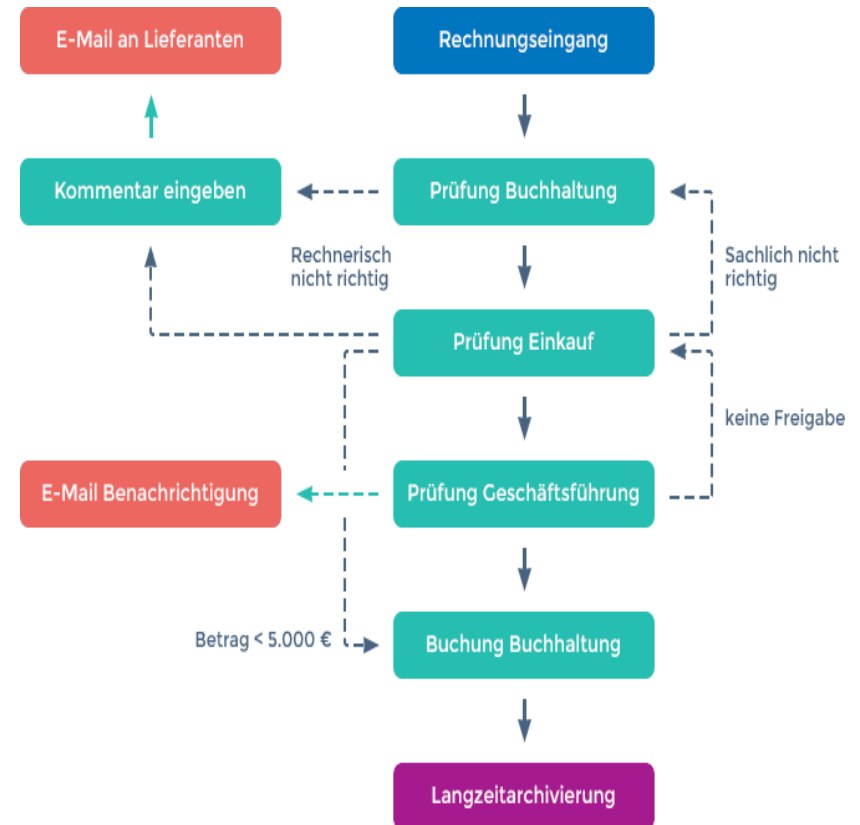 E-Mail an Lieferanten
Rechnungseingang
Kommentar eingeben
Prüfung Buchhaltung
Rechnerisch
nicht richtig
Sachlich nicht
richtig
Prüfung Einkauf
keine Freigabe
E-Mail Benachrichtigung
Prüfung Geschäftsführung
Betrag < 5.000 €
Buchung Buchhaltung
Langzeitarchivierung